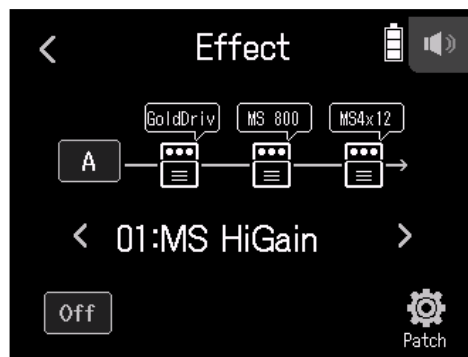 Effect
GoldDriv MS 800 MS4x12
A
01:MS HiGain
Off
Patch